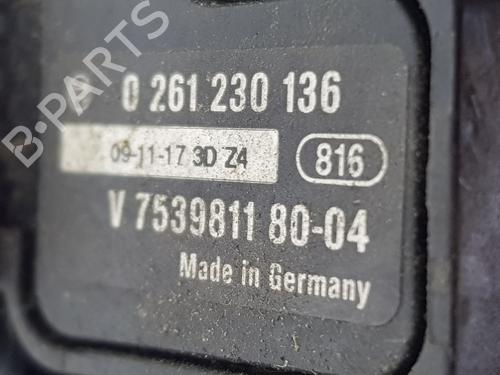 B-PARTS
0 261 230 136
09-11-17 3D Z4
816
V 7539811 80-04
Made in Germany